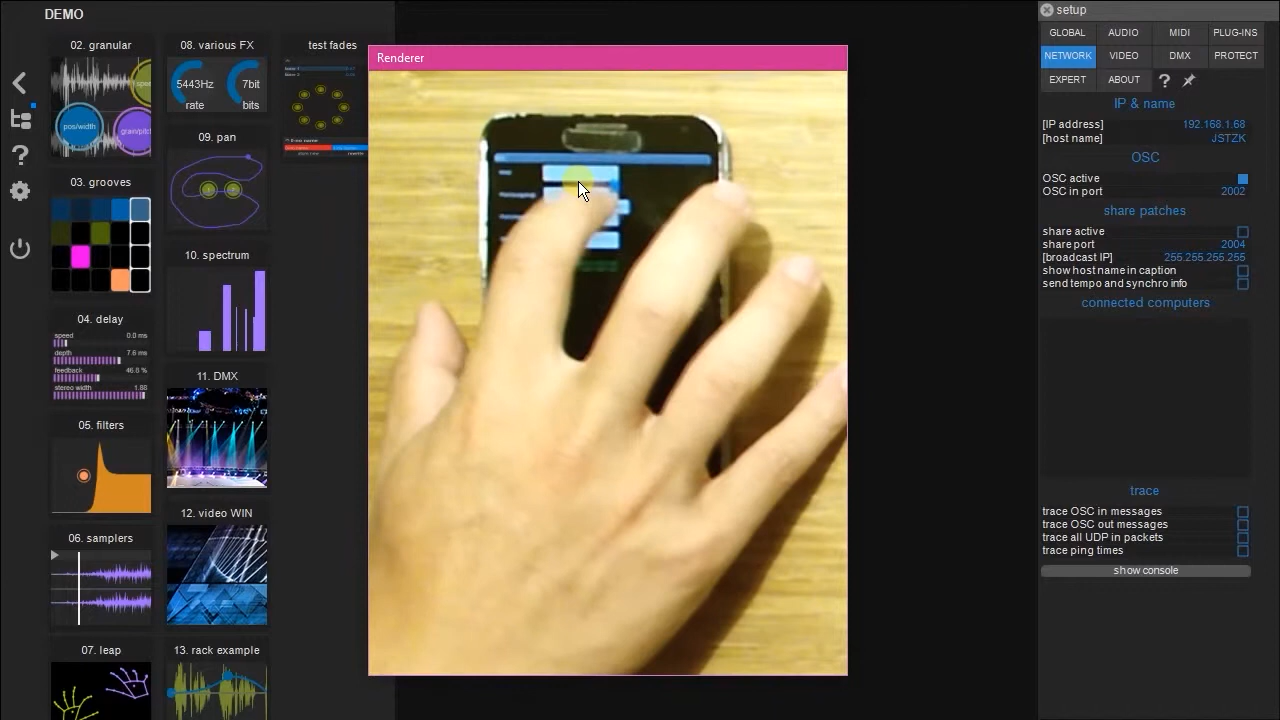 DEMO
02. granular
pos/width
grain/pitch
03. grooves
04. delay
speed 0.0 ms
depth 7.6 ms
feedback 46.8 %
stereo width 1.88
05. filters
06. samplers
07. leap
08. various FX
5443Hz
rate
7bit
bits
09. pan
10. spectrum
11. DMX
12. video WIN
13. rack example
test fades
Renderer
setup
GLOBAL AUDIO MIDI PLUG-INS
NETWORK VIDEO DMX PROTECT
EXPERT ABOUT ?
IP & name
[IP address] 192.168.1.68
[host name] JSTZK
OSC
OSC active
OSC in port 2002
share patches
share active
share port 2004
[broadcast IP] 255.255.255.255
show host name in caption
send tempo and synchro info
connected computers
trace
trace OSC in messages
trace OSC out messages
trace all UDP in packets
trace ping times
show console